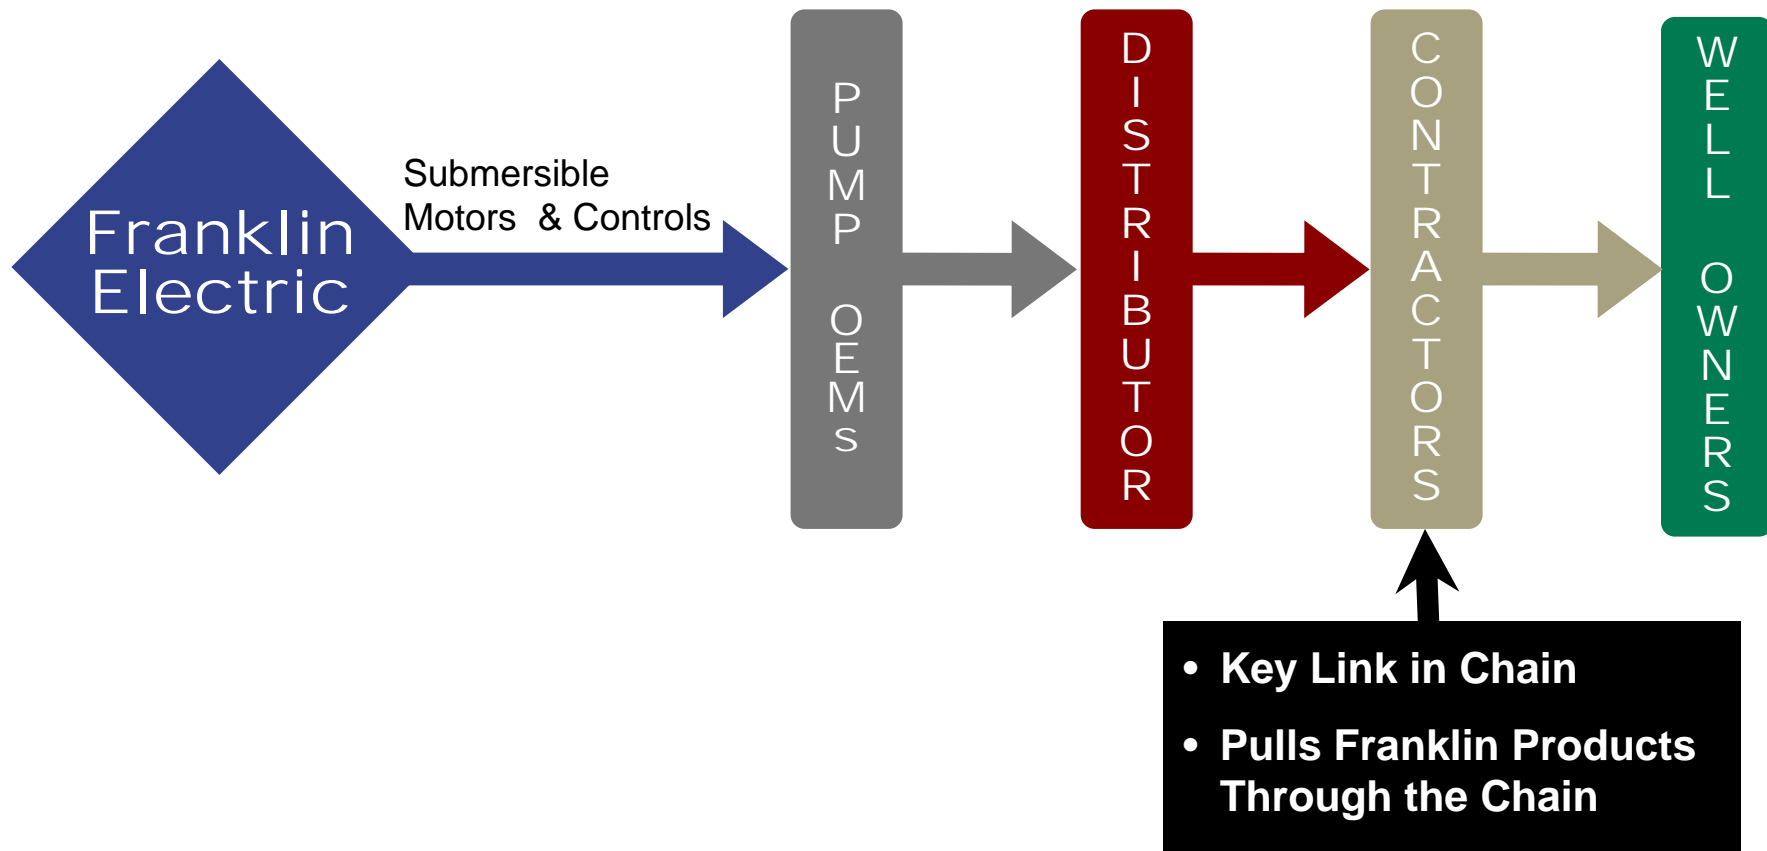 Franklin
Electric
Submersible
Motors & Controls
PUMP OEMs
DISTRIBUTOR
CONTRACTORS
WELL OWNERS
• Key Link in Chain
• Pulls Franklin Products
Through the Chain